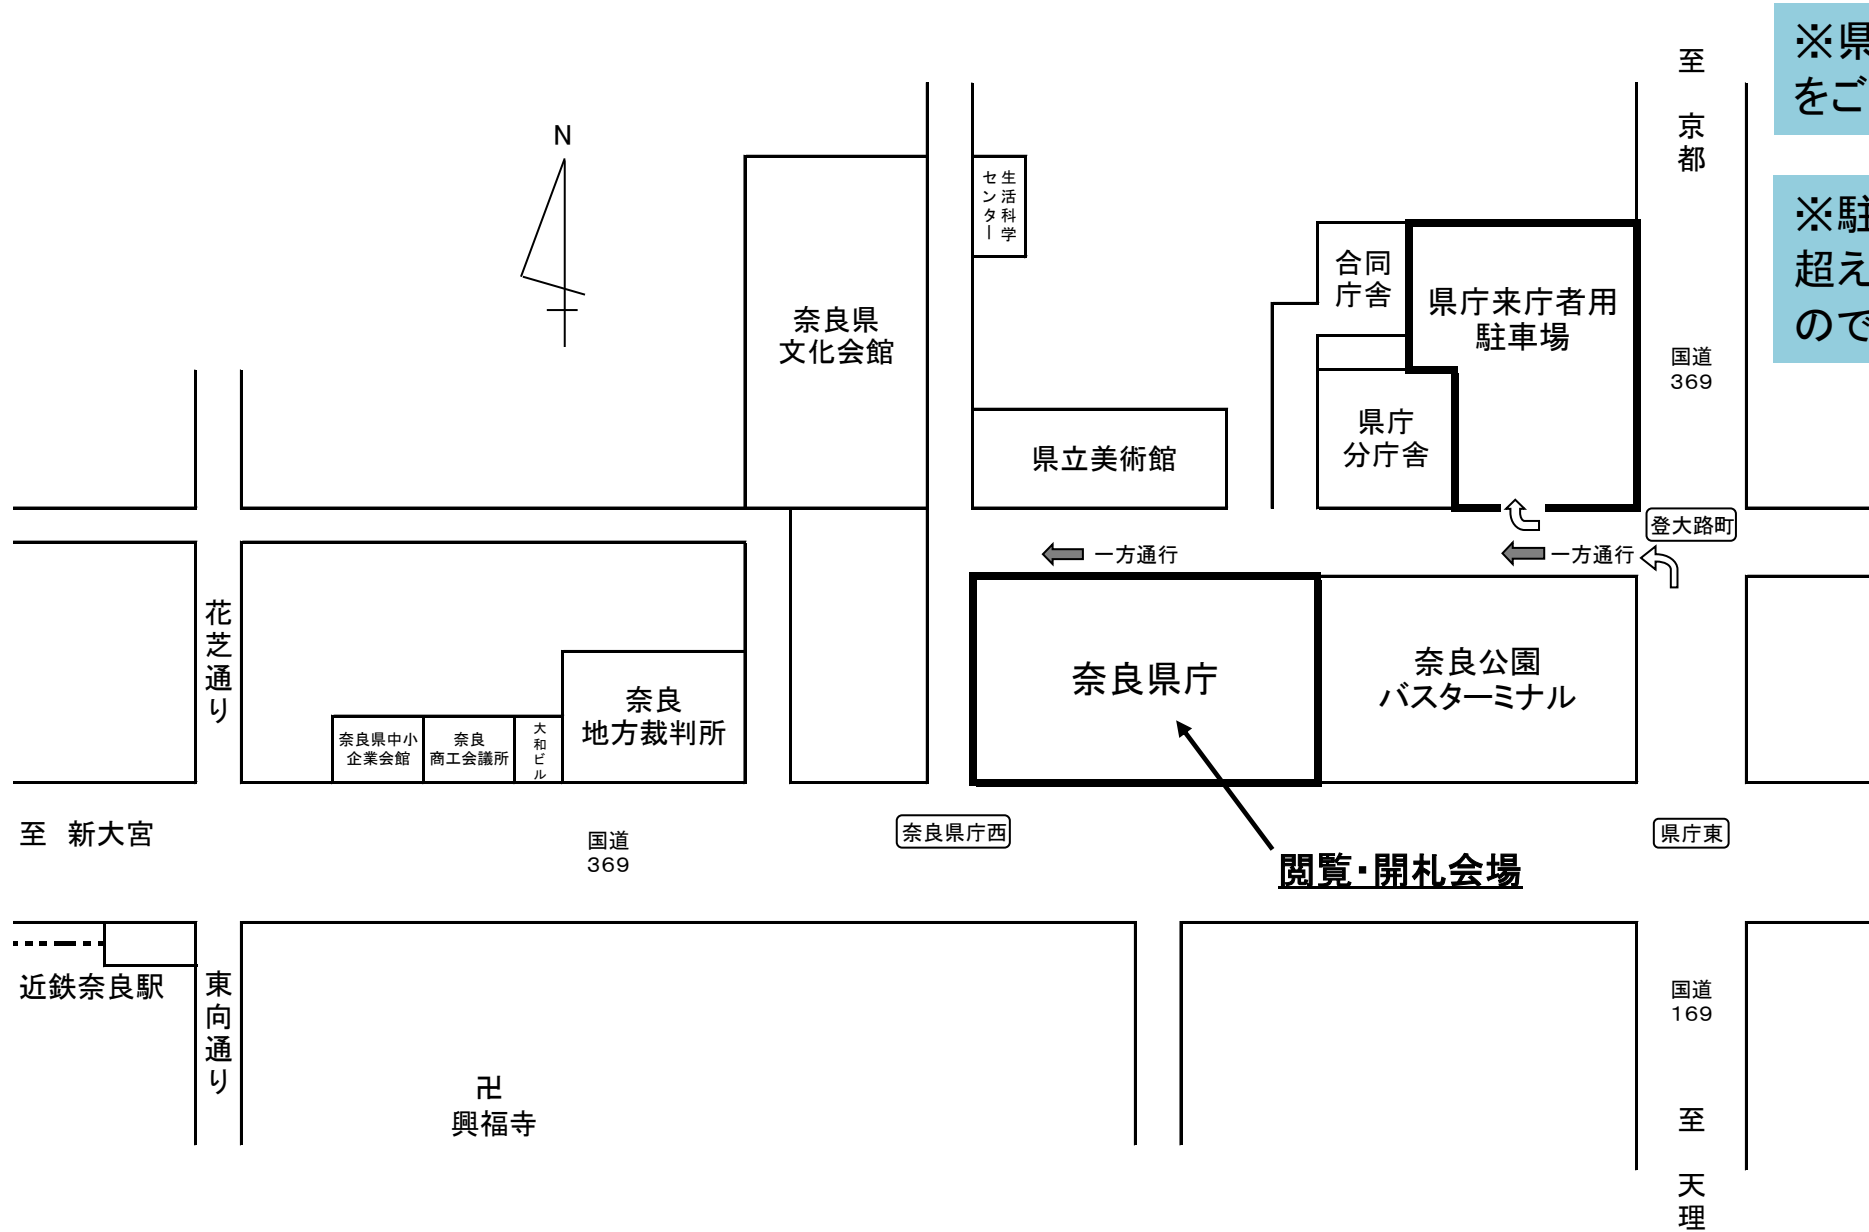 至 京都
※県
をご
※駐
超え
ので
N
生活科学
センター
奈良県
文化会館
合同
庁舎
県庁来庁者用
駐車場
国道
369
県立美術館
県庁
分庁舎
登大路町
一方通行
一方通行
花芝通り
奈良県庁
奈良公園
バスターミナル
奈良
地方裁判所
奈良県中小
企業会館
奈良
商工会議所
大和ビル
至 新大宮
国道
369
奈良県庁西
県庁東
閲覧・開札会場
近鉄奈良駅
東向通り
国道
169
卍
興福寺
至 天理